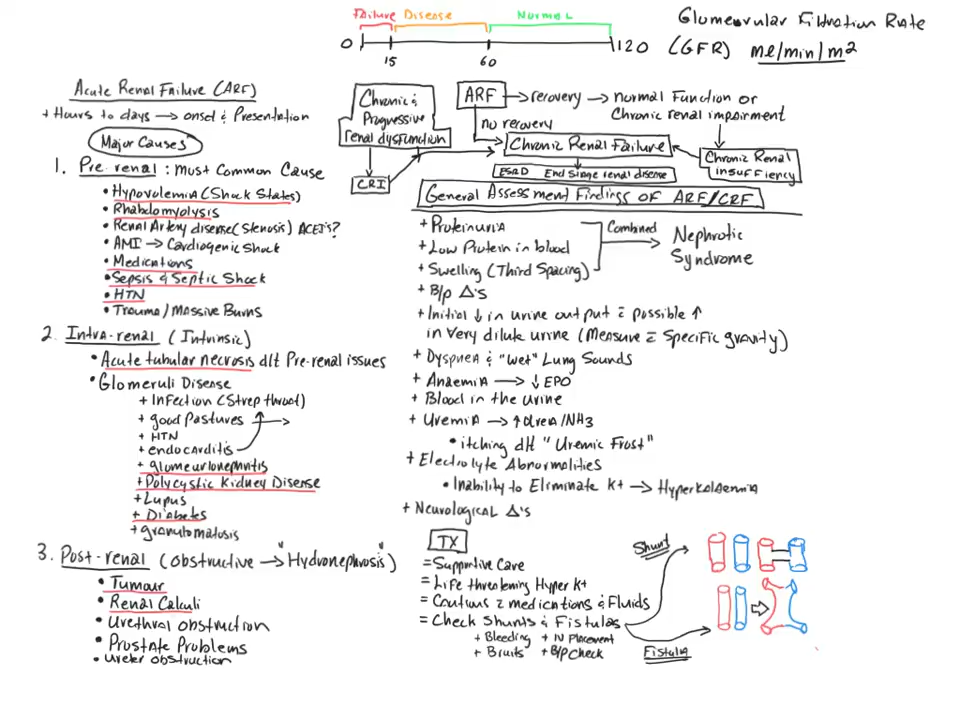 Failure Disease Normal
0 15 60 120
Glomerular Filtration Rate
(GFR) ml/min/m2
Acute Renal Failure (ARF)
+ Hours to days → onset & Presentation
Major Causes
1. Pre-renal : Most Common Cause
• Hypovolemia (Shock States)
• Rhabdomolysis
• Renal Artery disease (Stenosis) ACEI's?
• AMI → Cardiogenic Shock
• Medications
• Sepsis & Septic Shock
• HTN
• Trauma/Massive Burns
2. Intra-renal (Intrinsic)
• Acute tubular necrosis d/t Pre-renal issues
• Glomeruli Disease
+ Infection (Strep throat)
+ good Pastures →
+ HTN
+ endocarditis
+ glomeurlonephritis
+ Polycystic Kidney Disease
+ Lupus
+ Diabetes
+ granulomatosis
3. Post-renal (Obstructive → "Hydronephosis")
• Tumour
• Renal Calculi
• Urethral obstruction
• Prostate Problems
• Ureter obstruction
Chronic &
Progressive
renal dysfunction
CRI
ARF → recovery → normal Function or
Chronic renal impairment
no recovery
Chronic Renal Failure
Chronic Renal
insufficiency
ESRD End Stage renal disease
General Assessment Findings OF ARF/CRF
+ Proteinuria
+ Low Protein in blood
+ Swelling (Third Spacing)
Combined
Nephrotic
Syndrome
+ B/p Δ's
+ Initial ↓ in urine output c̄ possible ↑
in Very dilute urine (Measure c̄ Specific gravity)
+ Dyspnea & "Wet" Lung Sounds
+ Anaemia → ↓ EPO
+ Blood in the urine
+ Uremia → ↑ Urea/NH3
• itching d/t "Uremic Frost"
+ Electrolyte Abnormalities
• Inability to Eliminate K+ → Hyperkalaemia
+ Neurological Δ's
TX
= Supportive Care
= Life threatening Hyper K+
= Cautious c̄ medications & Fluids
= Check Shunts & Fistulas
+ Bleeding + IV Placement
+ Bruits + B/p Check
Shunt
Fistula